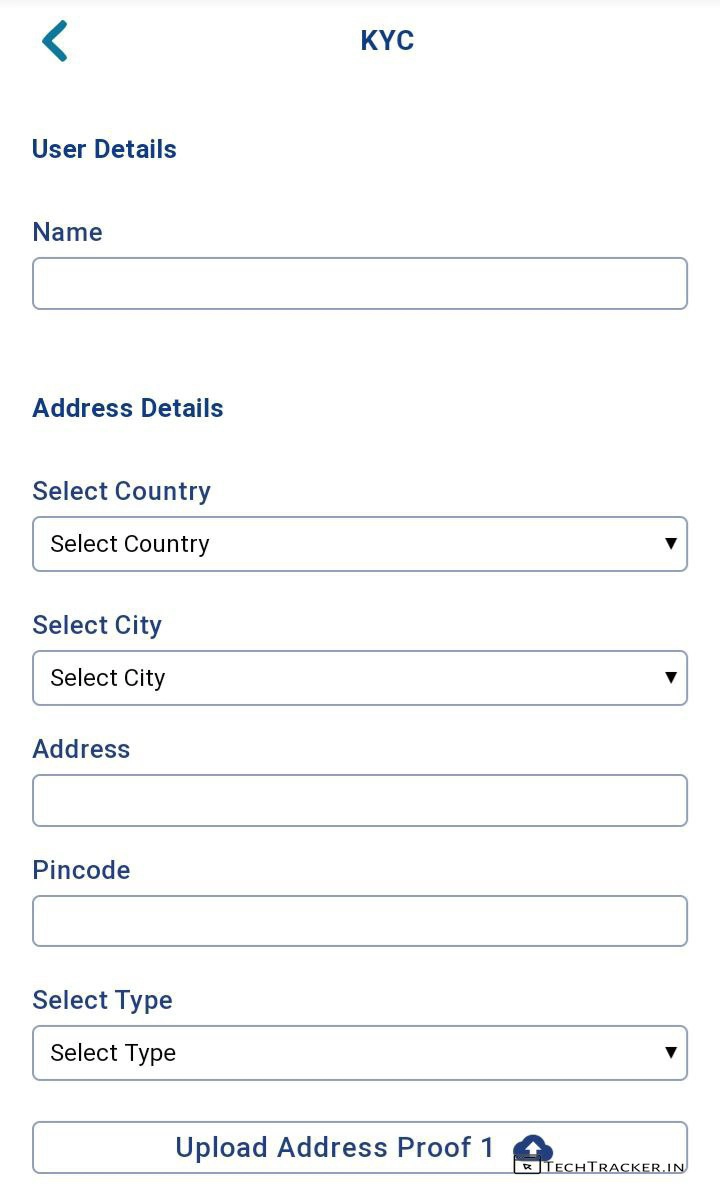 KYC
User Details
Name
Address Details
Select Country
Select Country
Select City
Select City
Address
Pincode
Select Type
Select Type
Upload Address Proof 1
TECHTRACKER.IN